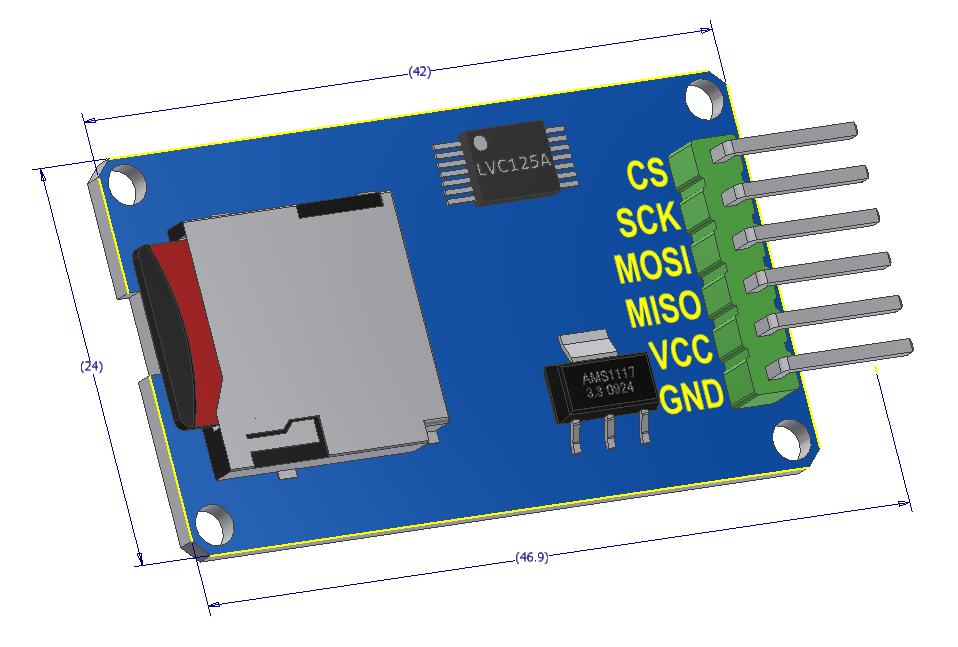 (42)
LVC125A
CS
SCK
MOSI
MISO
VCC
GND
AMS1117
3.3 0924
(24)
(46.9)